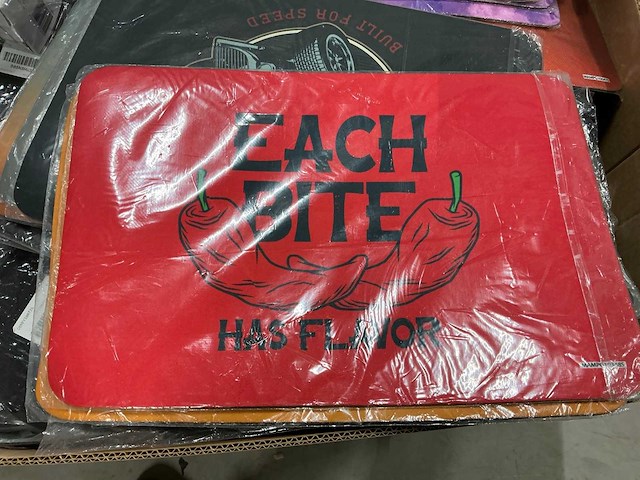 BUILT FOR SPEED
EACH
BITE
HAS FLAVOR